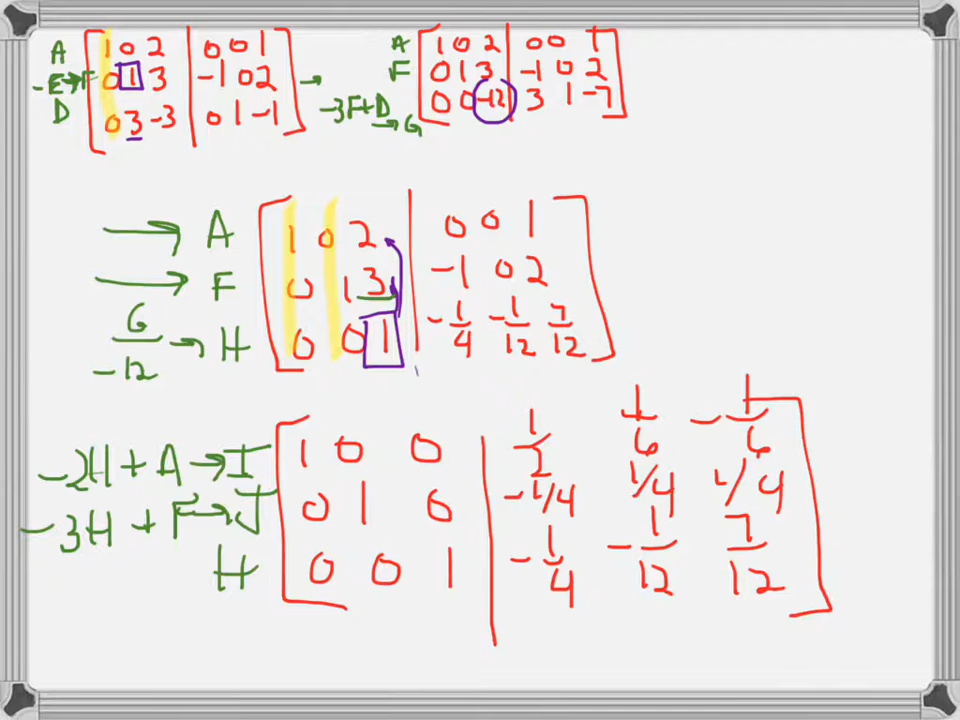 A [ 1 0 2 | 0 0 1 ] A [ 1 0 2 | 0 0 1 ]
-E→F [ 0 1 3 | -1 0 2 ] → F [ 0 1 3 | -1 0 2 ]
D [ 0 3 -3 | 0 1 -1 ] -3F+D → G [ 0 0 -12 | 3 1 -7 ]
→ A [ 1 0 2 | 0 0 1 ]
→ F [ 0 1 3 | -1 0 2 ]
G/-12 → H [ 0 0 1 | -1/4 -1/12 7/12 ]
-2H + A → I [ 1 0 0 | 1/2 1/6 -1/6 ]
-3H + F → J [ 0 1 0 | -1/4 1/4 1/4 ]
H [ 0 0 1 | -1/4 -1/12 7/12 ]